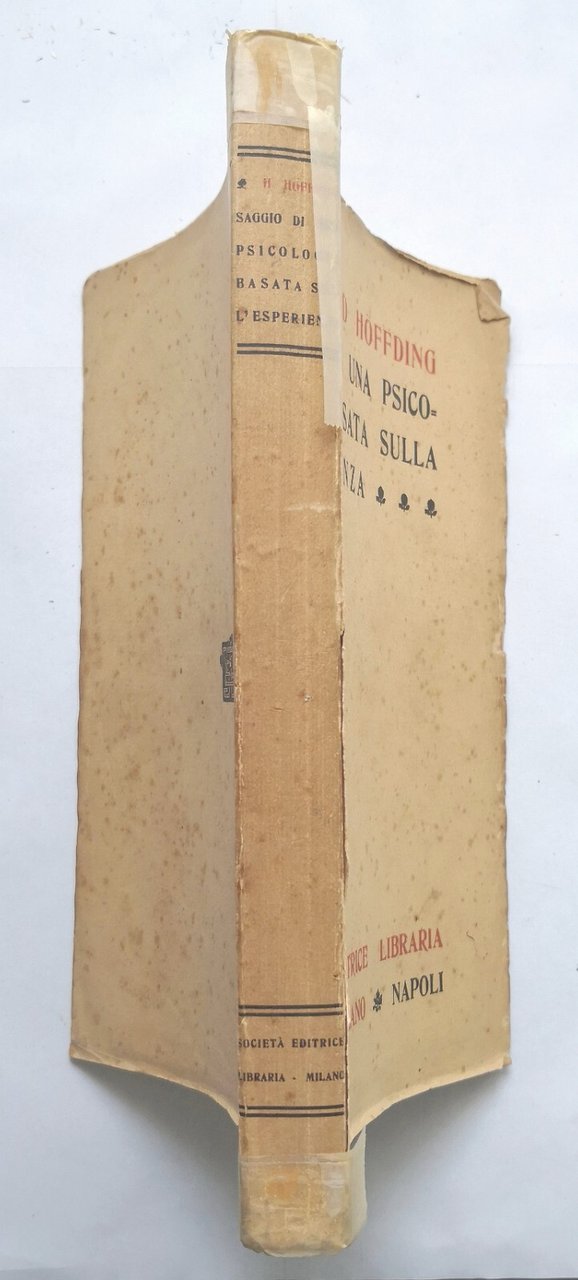 H HOFF
SAGGIO DI
PSICOLOG
BASATA S
L'ESPERIEN
SOCIETÀ EDITRICE
LIBRARIA - MILANO
D HOFFDING
UNA PSICO=
SATA SULLA
NZA
TRICE LIBRARIA
LANO NAPOLI